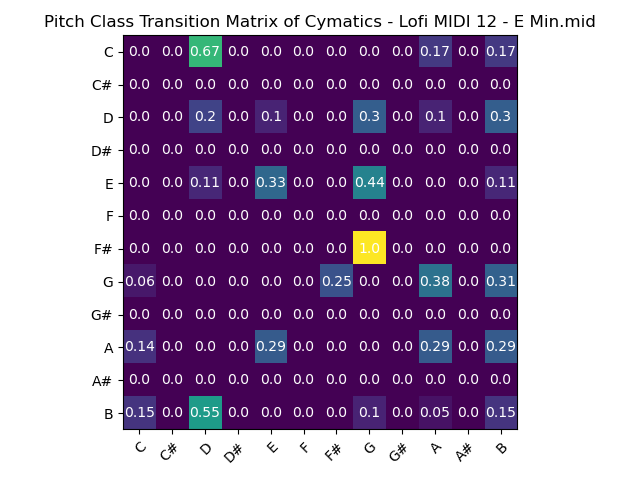 Pitch Class Transition Matrix of Cymatics - Lofi MIDI 12 - E Min.mid
C 0.0 0.0 0.67 0.0 0.0 0.0 0.0 0.0 0.0 0.17 0.0 0.17
C# 0.0 0.0 0.0 0.0 0.0 0.0 0.0 0.0 0.0 0.0 0.0 0.0
D 0.0 0.0 0.2 0.0 0.1 0.0 0.0 0.3 0.0 0.1 0.0 0.3
D# 0.0 0.0 0.0 0.0 0.0 0.0 0.0 0.0 0.0 0.0 0.0 0.0
E 0.0 0.0 0.11 0.0 0.33 0.0 0.0 0.44 0.0 0.0 0.0 0.11
F 0.0 0.0 0.0 0.0 0.0 0.0 0.0 0.0 0.0 0.0 0.0 0.0
F# 0.0 0.0 0.0 0.0 0.0 0.0 0.0 1.0 0.0 0.0 0.0 0.0
G 0.06 0.0 0.0 0.0 0.0 0.0 0.25 0.0 0.0 0.38 0.0 0.31
G# 0.0 0.0 0.0 0.0 0.0 0.0 0.0 0.0 0.0 0.0 0.0 0.0
A 0.14 0.0 0.0 0.0 0.29 0.0 0.0 0.0 0.0 0.29 0.0 0.29
A# 0.0 0.0 0.0 0.0 0.0 0.0 0.0 0.0 0.0 0.0 0.0 0.0
B 0.15 0.0 0.55 0.0 0.0 0.0 0.0 0.1 0.0 0.05 0.0 0.15
C C# D D# E F F# G G# A A# B